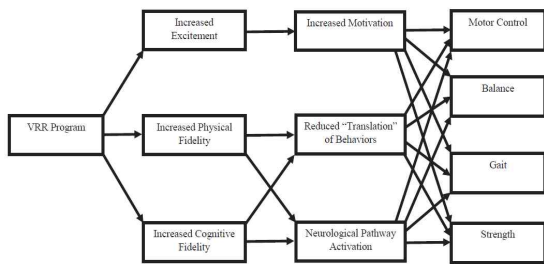 Increased
Excitement
Increased Motivation
Motor Control
Balance
VRR Program
Increased Physical
Fidelity
Reduced “Translation”
of Behaviors
Gait
Increased Cognitive
Fidelity
Neurological Pathway
Activation
Strength